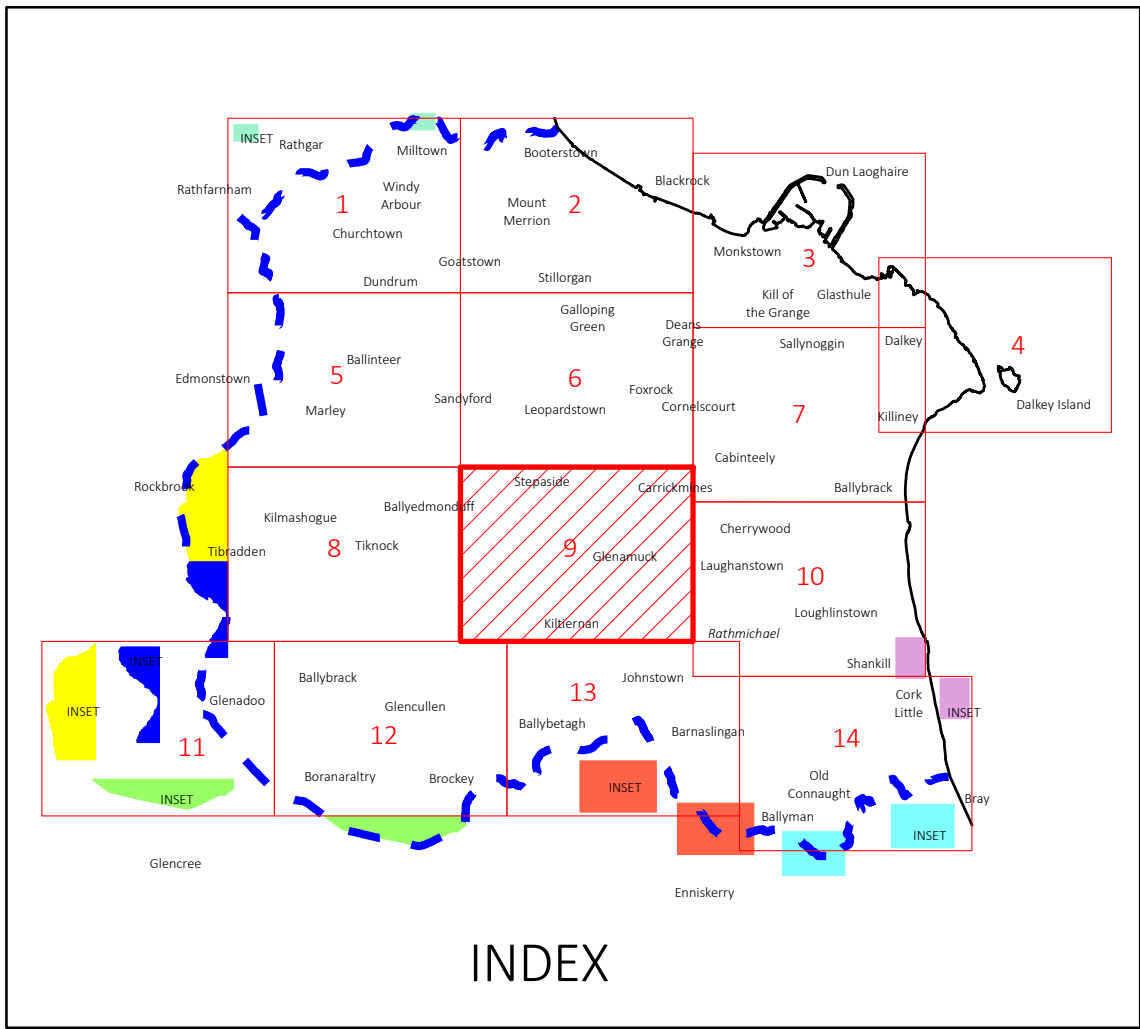 INSET
Rathgar
Milltown
Booterstown
Rathfarnham
Windy
Arbour
1
Mount
Merrion
2
Blackrock
Dun Laoghaire
Churchtown
Goatstown
Monkstown
3
Dundrum
Stillorgan
Kill of
the Grange
Glasthule
Galloping
Green
Deans
Grange
Sallynoggin
Dalkey
4
Ballinteer
Edmonstown
5
6
Foxrock
Dalkey Island
Marley
Sandyford
Leopardstown
Cornelscourt
7
Killiney
Cabinteely
Rockbrook
Stepaside
Carrickmines
Ballybrack
Ballyedmonduff
Kilmashogue
Cherrywood
Tibradden
8
Tiknock
9
Glenamuck
Laughanstown
10
Loughlinstown
Kiltiernan
Rathmichael
INSET
Shankill
Glenadoo
Ballybrack
Johnstown
13
Cork
Little
INSET
INSET
Glencullen
Ballybetagh
Barnaslingan
11
12
14
Boranaraltry
Brockey
Old
Connaught
INSET
INSET
Bray
Ballyman
INSET
Glencree
Enniskerry
INDEX